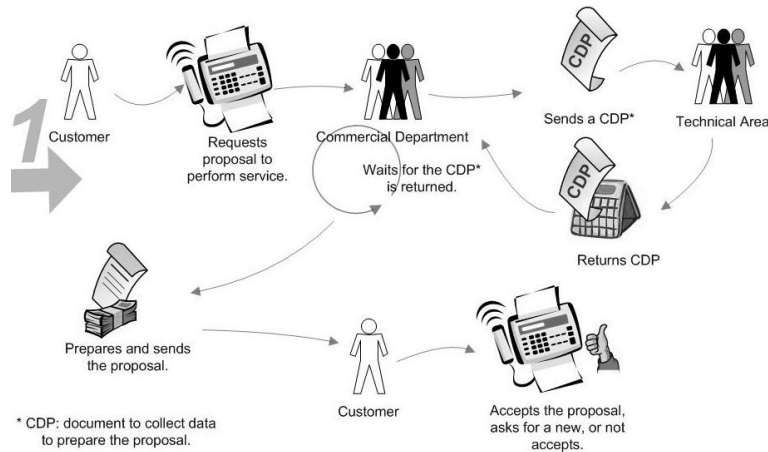 1
Customer
Requests
proposal to
perform service.
Commercial Department
Waits for the CDP*
is returned.
CDP
Sends a CDP*
Technical Area
CDP
Returns CDP
Prepares and sends
the proposal.
Customer
Accepts the proposal,
asks for a new, or not
accepts.
* CDP: document to collect data
to prepare the proposal.